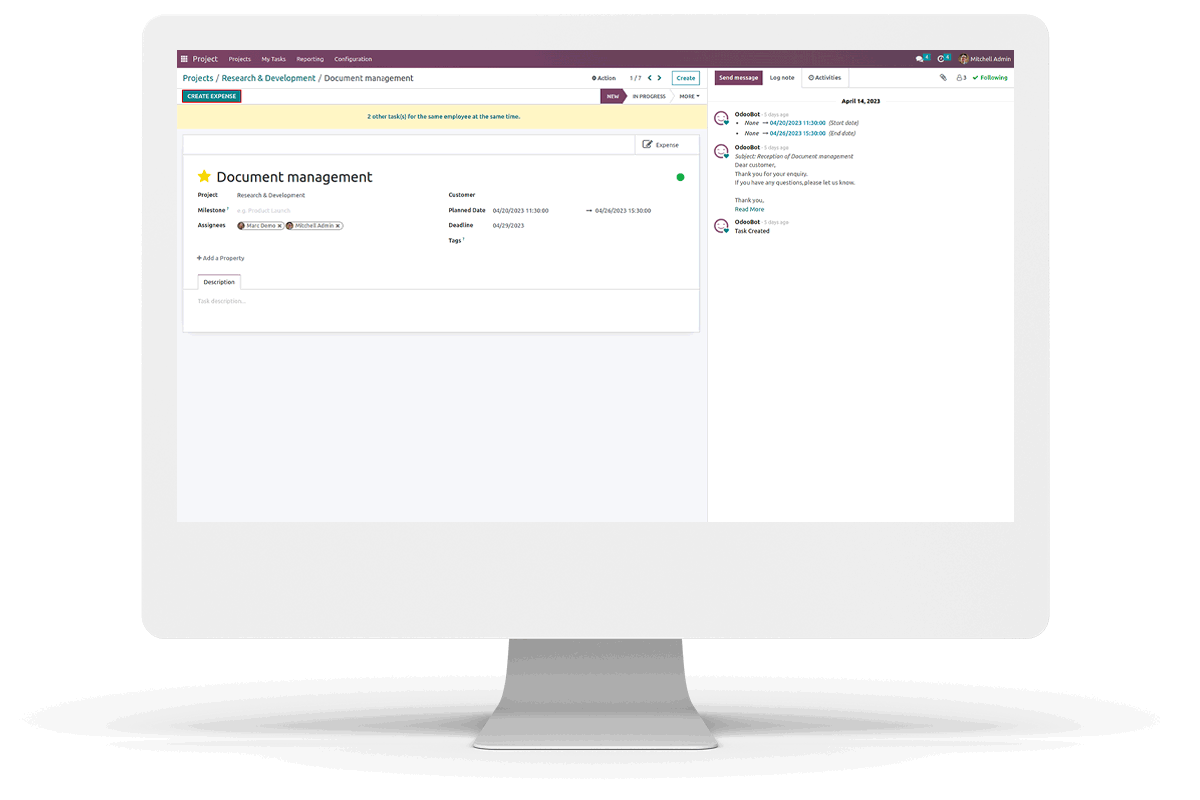 Project Projects My Tasks Reporting Configuration 4 4 Mitchell Admin
Projects / Research & Development / Document management Action 1 / 7 Create
CREATE EXPENSE NEW IN PROGRESS MORE
2 other task(s) for the same employee at the same time.
Expense
Document management
Project Research & Development
Milestone ? e.g. Product Launch
Assignees Marc Demo × Mitchell Admin ×
Customer
Planned Date 04/20/2023 11:30:00 → 04/26/2023 15:30:00
Deadline 04/29/2023
Tags ?
+ Add a Property
Description
Task description...
Send message Log note Activities 3 Following
April 14, 2023
OdooBot - 5 days ago
• None → 04/20/2023 11:30:00 (Start date)
• None → 04/26/2023 15:30:00 (End date)
OdooBot - 5 days ago
Subject: Reception of Document management
Dear customer,
Thank you for your enquiry.
If you have any questions, please let us know.
Thank you,
Read More
OdooBot - 5 days ago
Task Created